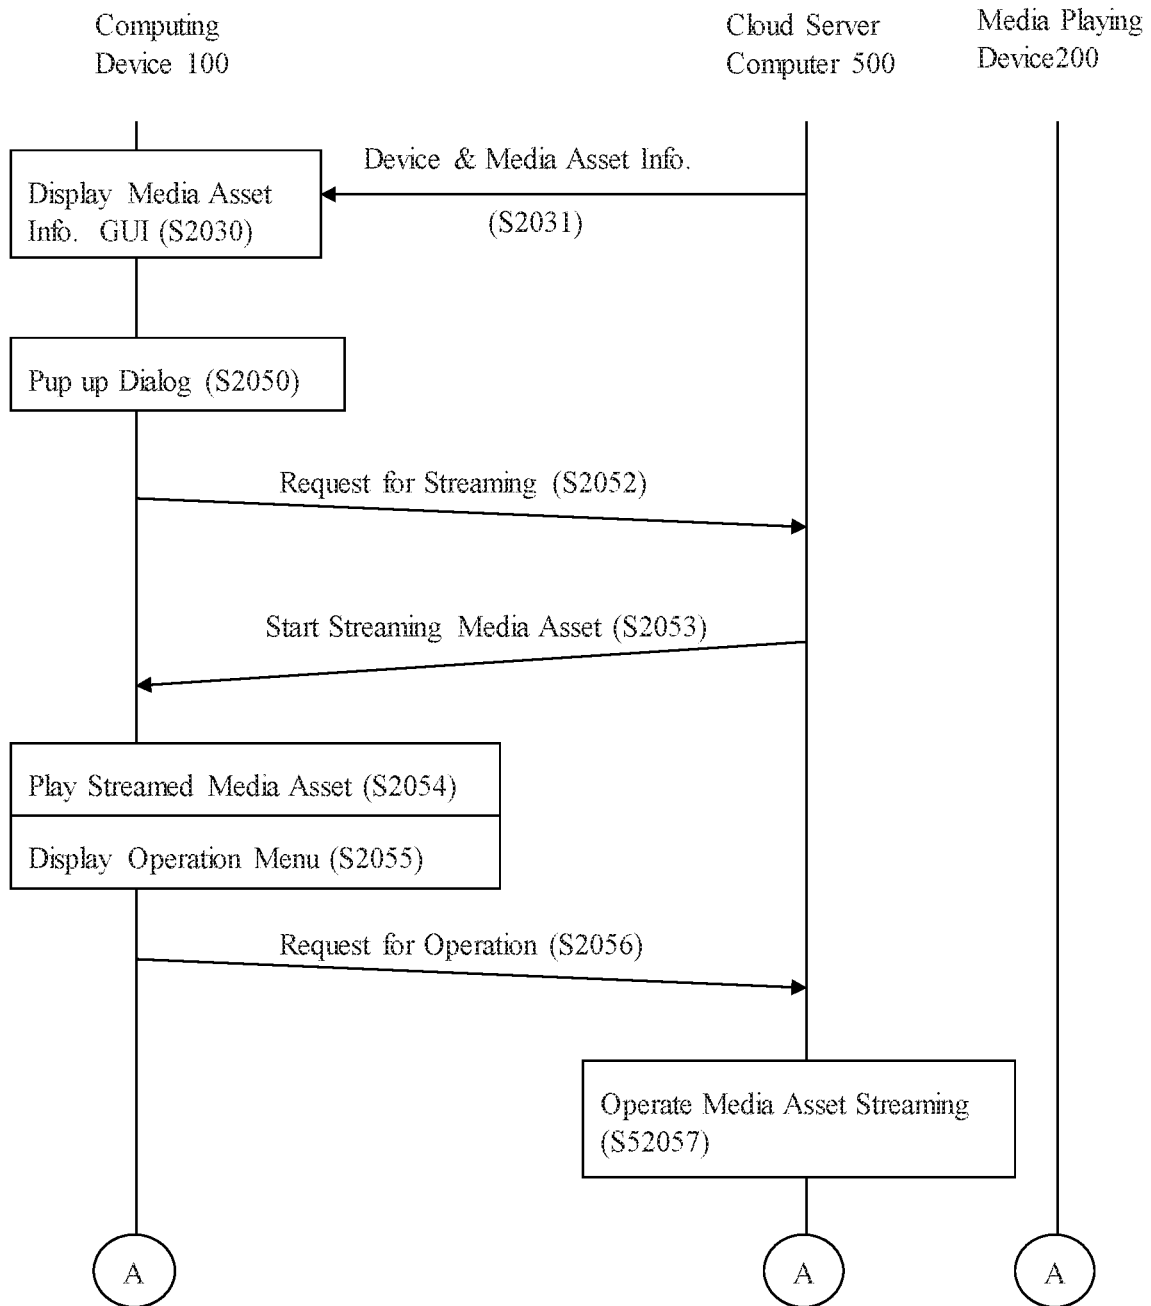 Computing
Device 100
Cloud Server
Computer 500
Media Playing
Device200
Device & Media Asset Info.
(S2031)
Display Media Asset
Info. GUI (S2030)
Pup up Dialog (S2050)
Request for Streaming (S2052)
Start Streaming Media Asset (S2053)
Play Streamed Media Asset (S2054)
Display Operation Menu (S2055)
Request for Operation (S2056)
Operate Media Asset Streaming
(S52057)
A
A
A